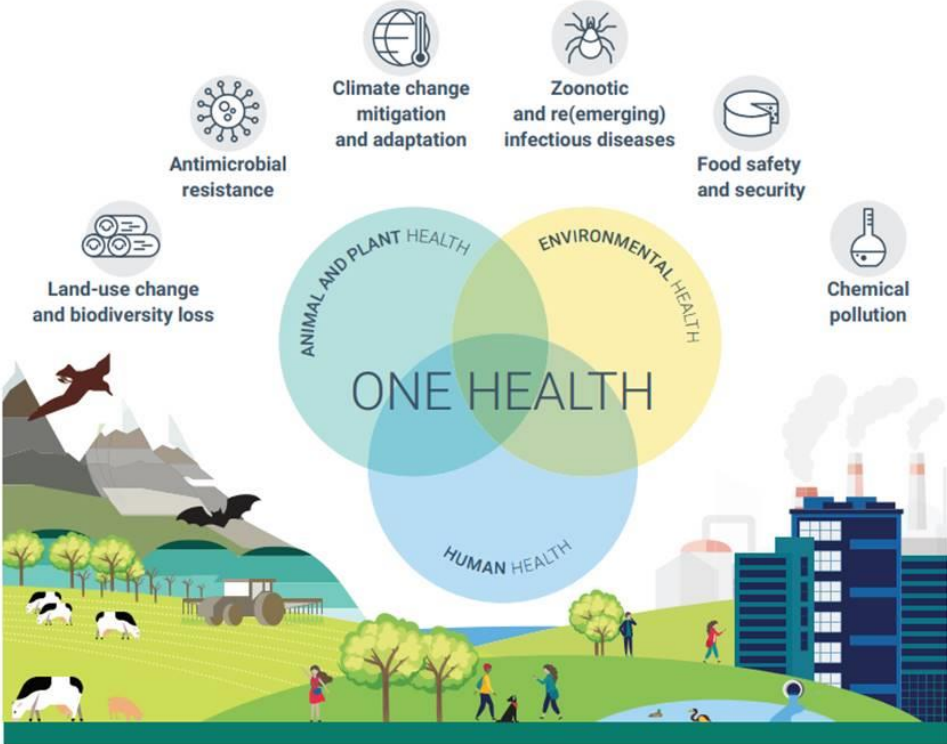 Climate change
mitigation
and adaptation
Zoonotic
and re(emerging)
infectious diseases
Antimicrobial
resistance
Food safety
and security
Land-use change
and biodiversity loss
Chemical
pollution
ANIMAL AND PLANT HEALTH
ENVIRONMENTAL HEALTH
ONE HEALTH
HUMAN HEALTH